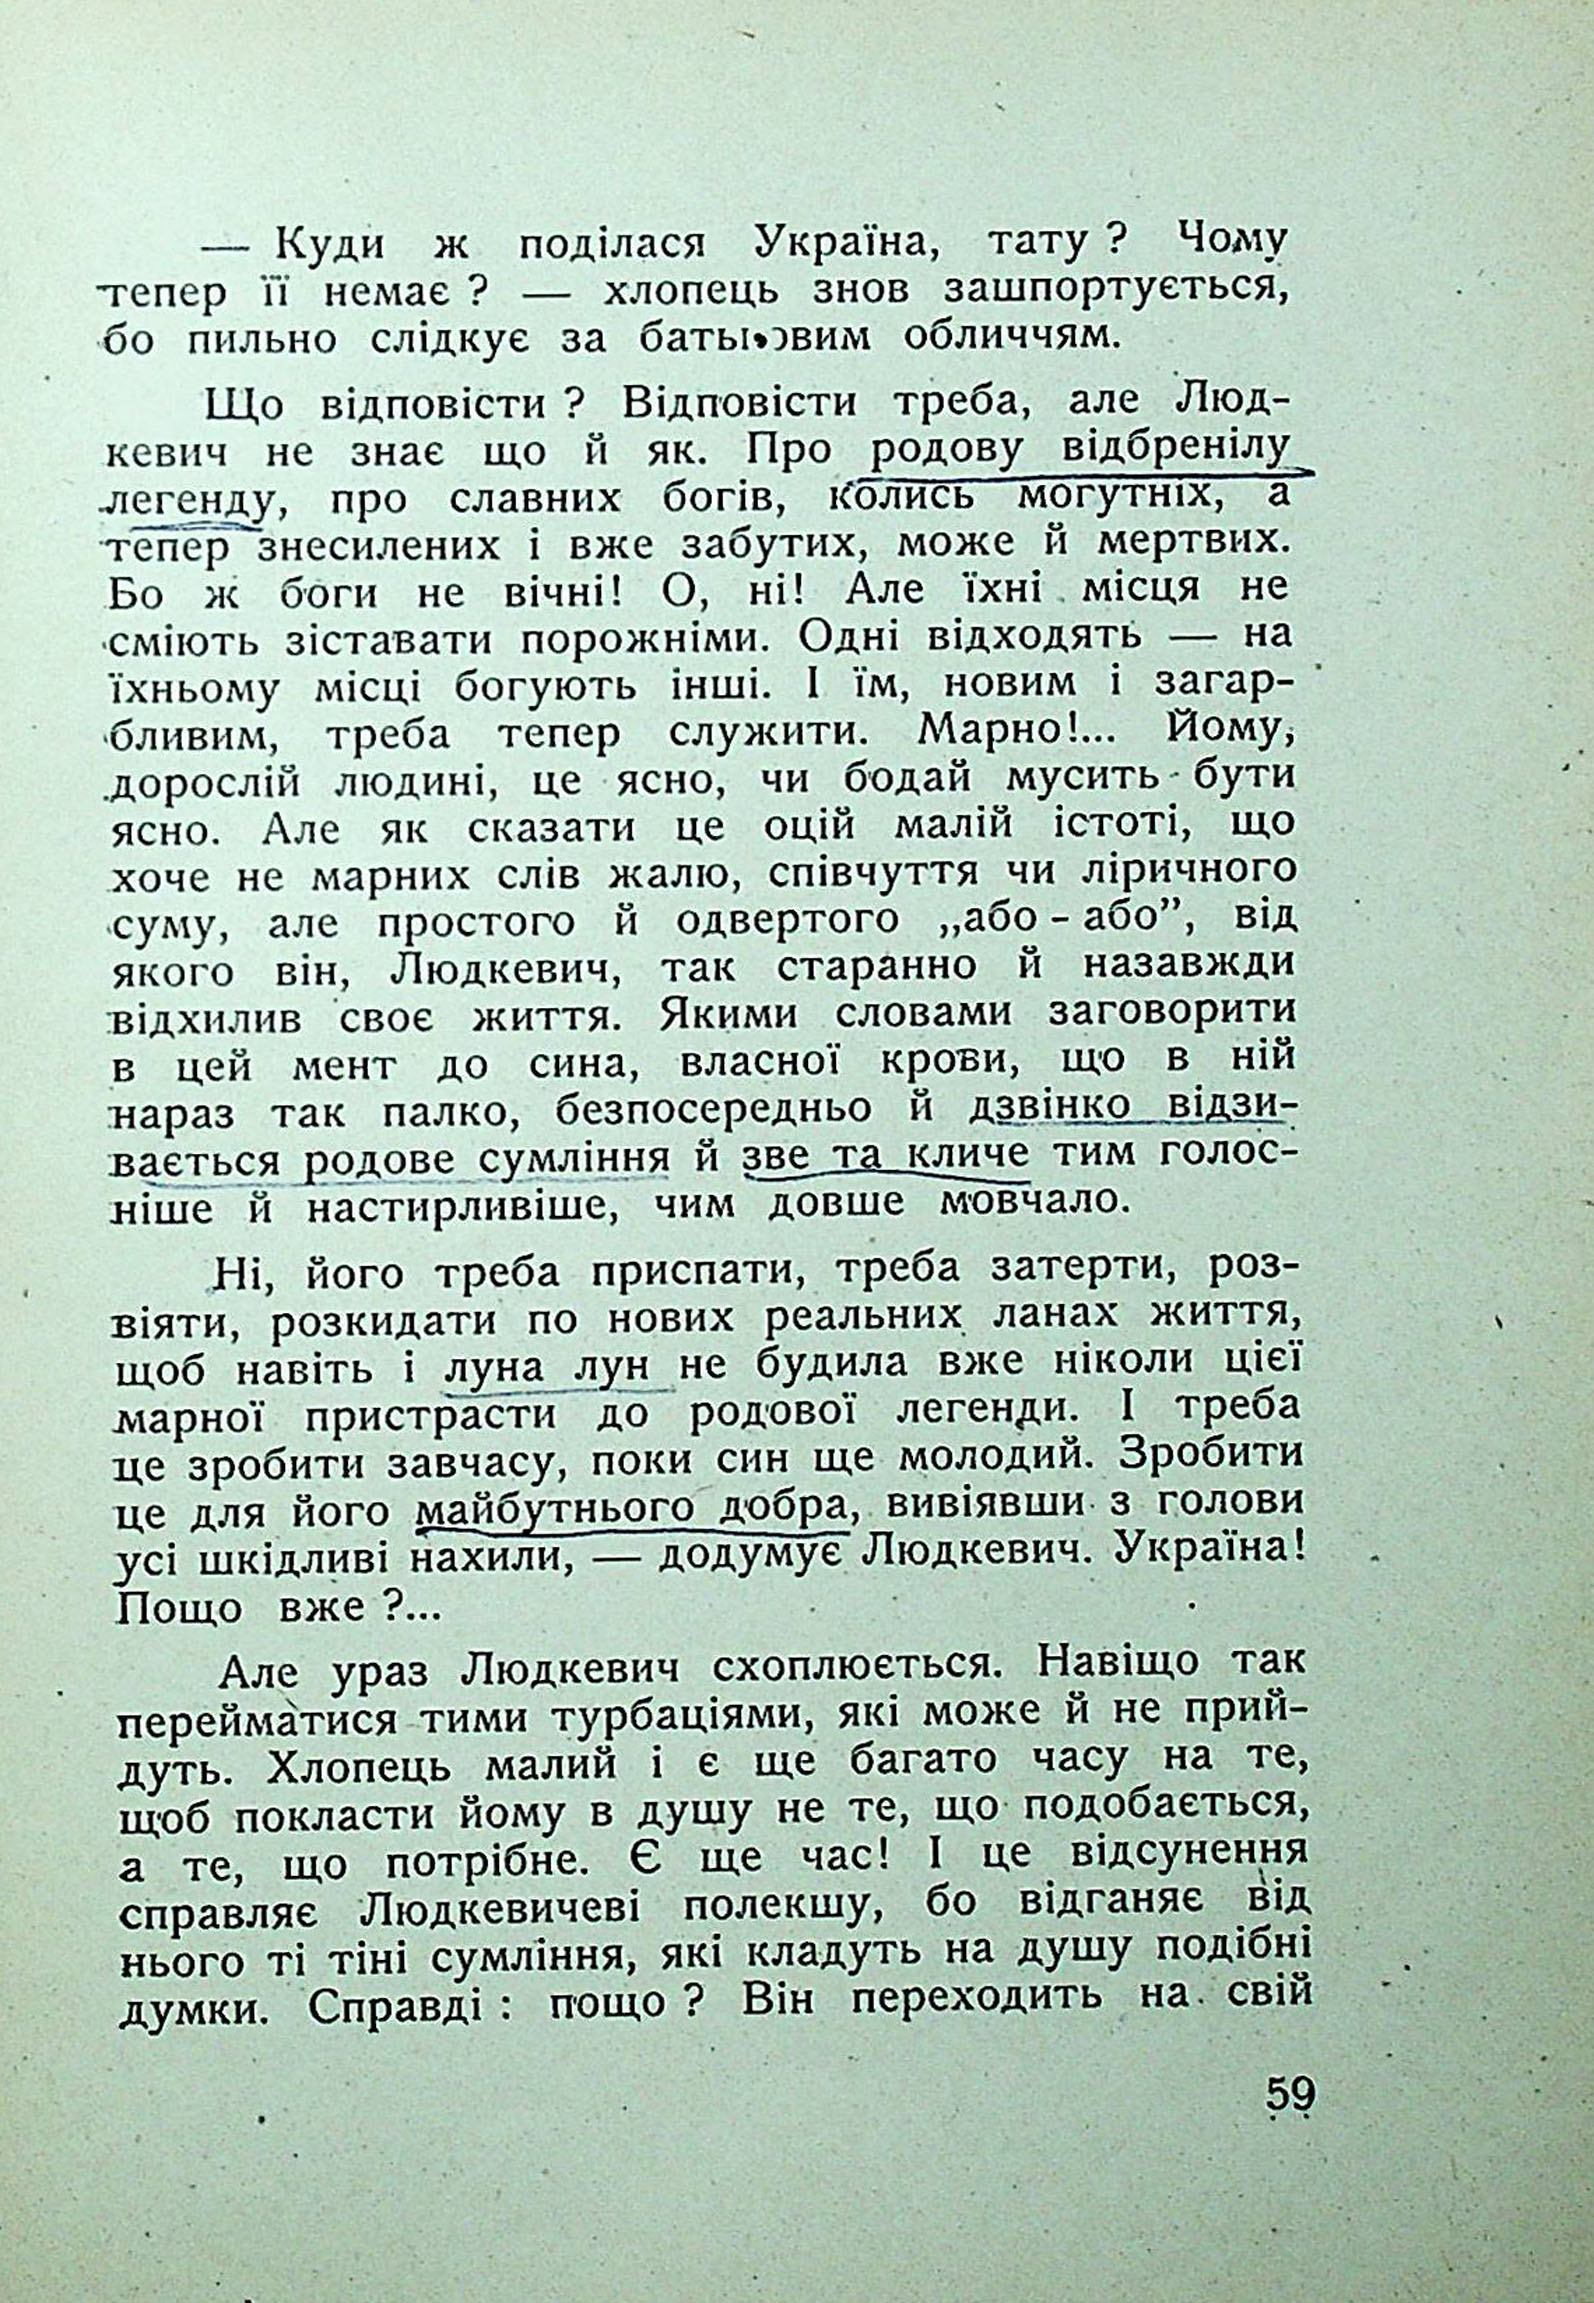 — Куди ж поділася Україна, тату ? Чому
тепер її немає ? — хлопець знов зашпортується,
бо пильно слідкує за обличчям.
Що відповісти ? Відповісти треба, але Люд-
кевич не знає що й як. Про родову відбренілу
легенду, про славних богів, колись могутніх, а
тепер знесилених і вже забутих, може й мертвих.
Бо ж боги не вічні! О, ні! Але їхні місця не
сміють зіставати порожніми. Одні відходять — на
їхньому місці богують інші. І їм, новим і загар-
бливим, треба тепер служити. Марно!... Йому,
дорослій людині, це ясно, чи бодай мусить бути
ясно. Але як сказати це оцій малій істоті, що
хоче не марних слів жалю, співчуття чи ліричного
суму, але простого й одвертого „або - або”, від
якого він, Людкевич, так старанно й назавжди
відхилив своє життя. Якими словами заговорити
в цей мент до сина, власної крови, що в ній
нараз так палко, безпосередньо й дзвінко відзи-
вається родове сумління й зве та кличе тим голос-
ніше й настирливіше, чим довше мовчало.
Ні, його треба приспати, треба затерти, роз-
віяти, розкидати по нових реальних ланах життя,
щоб навіть і луна лун не будила вже ніколи цієї
марної пристрасти до родової легенди. І треба
це зробити завчасу, поки син ще молодий. Зробити
це для його майбутнього добра, вивіявши з голови
усі шкідливі нахили, — додумує Людкевич. Україна!
Пощо вже ?...
Але ураз Людкевич схоплюється. Навіщо так
перейматися тими турбаціями, які може й не прий-
дуть. Хлопець малий і є ще багато часу на те,
щоб покласти йому в душу не те, що подобається,
а те, що потрібне. Є ще час! І це відсунення
справляє Людкевичеві полекшу, бо відганяє від
нього ті тіні сумління, які кладуть на душу подібні
думки. Справді : пощо ? Він переходить на свій
59